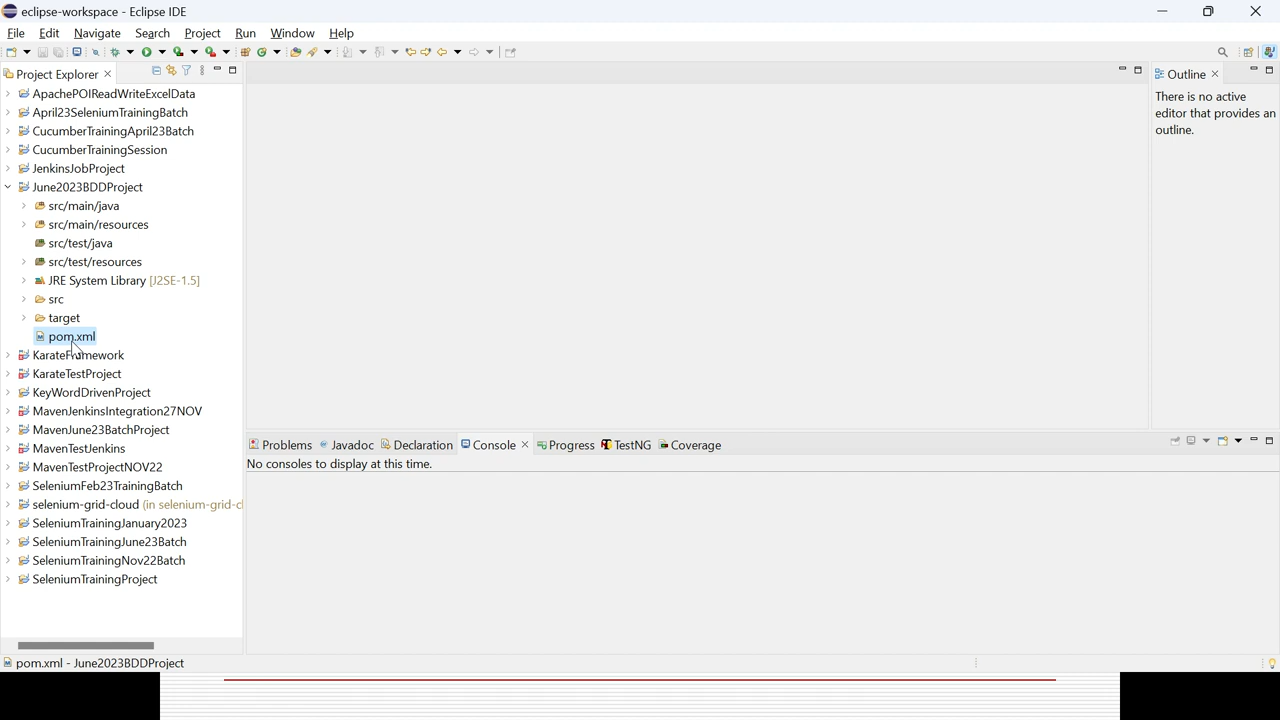 eclipse-workspace - Eclipse IDE
File Edit Navigate Search Project Run Window Help
Project Explorer
Outline
ApachePOIReadWriteExcelData
April23SeleniumTrainingBatch
CucumberTrainingApril23Batch
CucumberTrainingSession
JenkinsJobProject
June2023BDDProject
src/main/java
src/main/resources
src/test/java
src/test/resources
JRE System Library [J2SE-1.5]
src
target
pom.xml
KarateFramework
KarateTestProject
KeyWordDrivenProject
MavenJenkinsIntegration27NOV
MavenJune23BatchProject
MavenTestJenkins
MavenTestProjectNOV22
SeleniumFeb23TrainingBatch
selenium-grid-cloud (in selenium-grid-cl
SeleniumTrainingJanuary2023
SeleniumTrainingJune23Batch
SeleniumTrainingNov22Batch
SeleniumTrainingProject
There is no active
editor that provides an
outline.
Problems Javadoc Declaration Console Progress TestNG Coverage
No consoles to display at this time.
pom.xml - June2023BDDProject